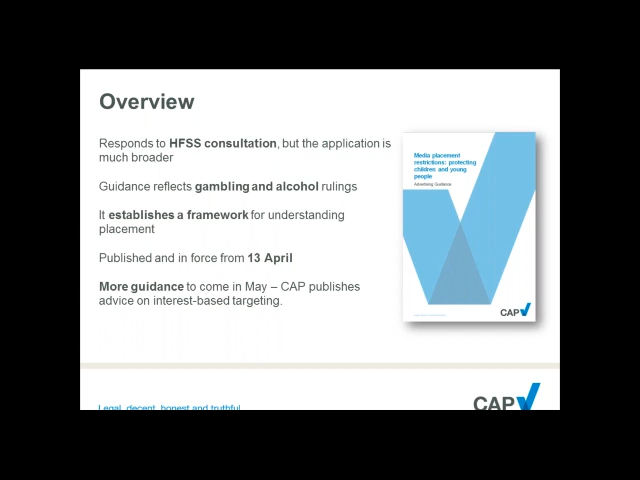 Overview
Responds to HFSS consultation, but the application is
much broader
Guidance reflects gambling and alcohol rulings
It establishes a framework for understanding
placement
Published and in force from 13 April
More guidance to come in May – CAP publishes
advice on interest-based targeting.
Media placement
restrictions: protecting
children and young
people
Advertising Guidance
CAP
Legal, decent, honest and truthful
CAP